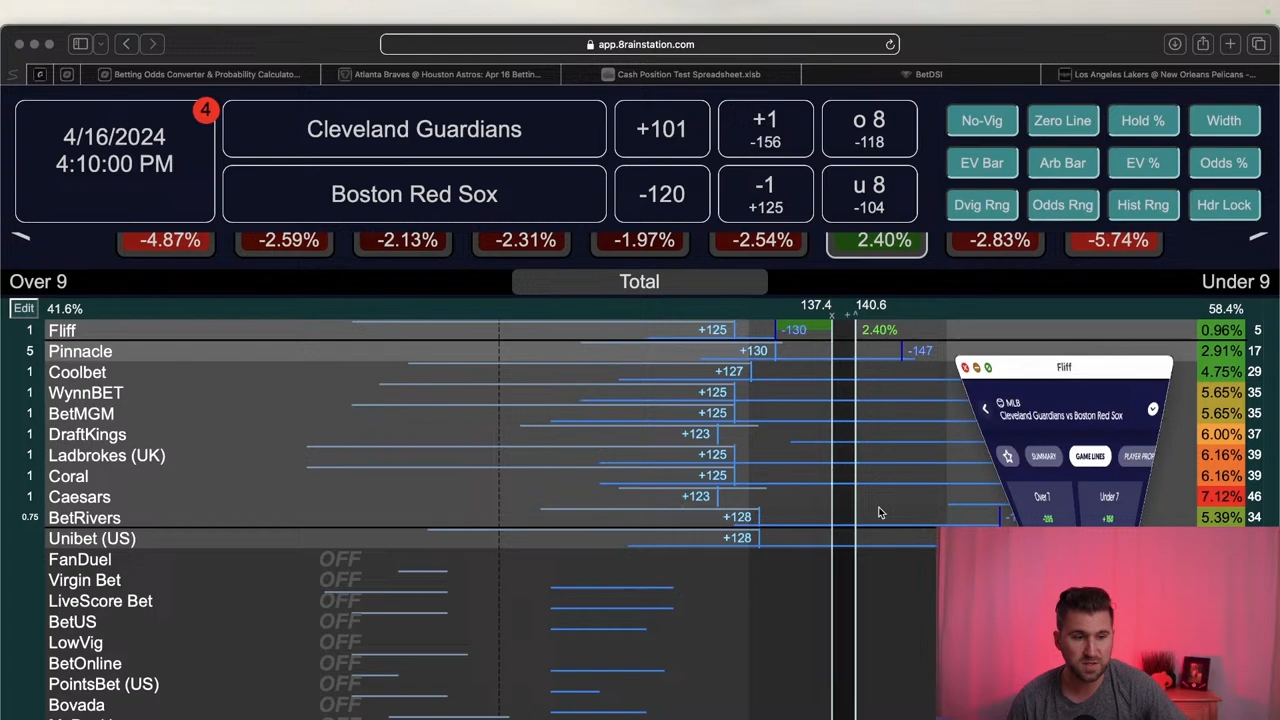 app.8rainstation.com
Betting Odds Converter & Probability Calculato...
Atlanta Braves @ Houston Astros: Apr 16 Bettin...
Cash Position Test Spreadsheet.xlsb
BetDSI
Los Angeles Lakers @ New Orleans Pelicans -...
4/16/2024
4:10:00 PM
4
Cleveland Guardians
+101
+1
-156
o 8
-118
Boston Red Sox
-120
-1
+125
u 8
-104
No-Vig Zero Line Hold % Width
EV Bar Arb Bar EV % Odds %
Dvig Rng Odds Rng Hist Rng Hdr Lock
-4.87% -2.59% -2.13% -2.31% -1.97% -2.54% 2.40% -2.83% -5.74%
Over 9 Total Under 9
Edit 41.6% 137.4 140.6 58.4%
x + ^
1 Fliff +125 -130 2.40% 0.96% 5
5 Pinnacle +130 -147 2.91% 17
1 Coolbet +127 4.75% 29
1 WynnBET +125 5.65% 35
1 BetMGM +125 5.65% 35
1 DraftKings +123 6.00% 37
1 Ladbrokes (UK) +125 6.16% 39
1 Coral +125 6.16% 39
1 Caesars +123 7.12% 46
0.75 BetRivers +128 5.39% 34
Unibet (US) +128
FanDuel OFF
Virgin Bet OFF
LiveScore Bet OFF
BetUS OFF
LowVig OFF
BetOnline OFF
PointsBet (US) OFF
Bovada OFF
Fliff
MLB
Cleveland Guardians vs Boston Red Sox
SUMMARY GAME LINES PLAYER PROP
Over 7 Under 7